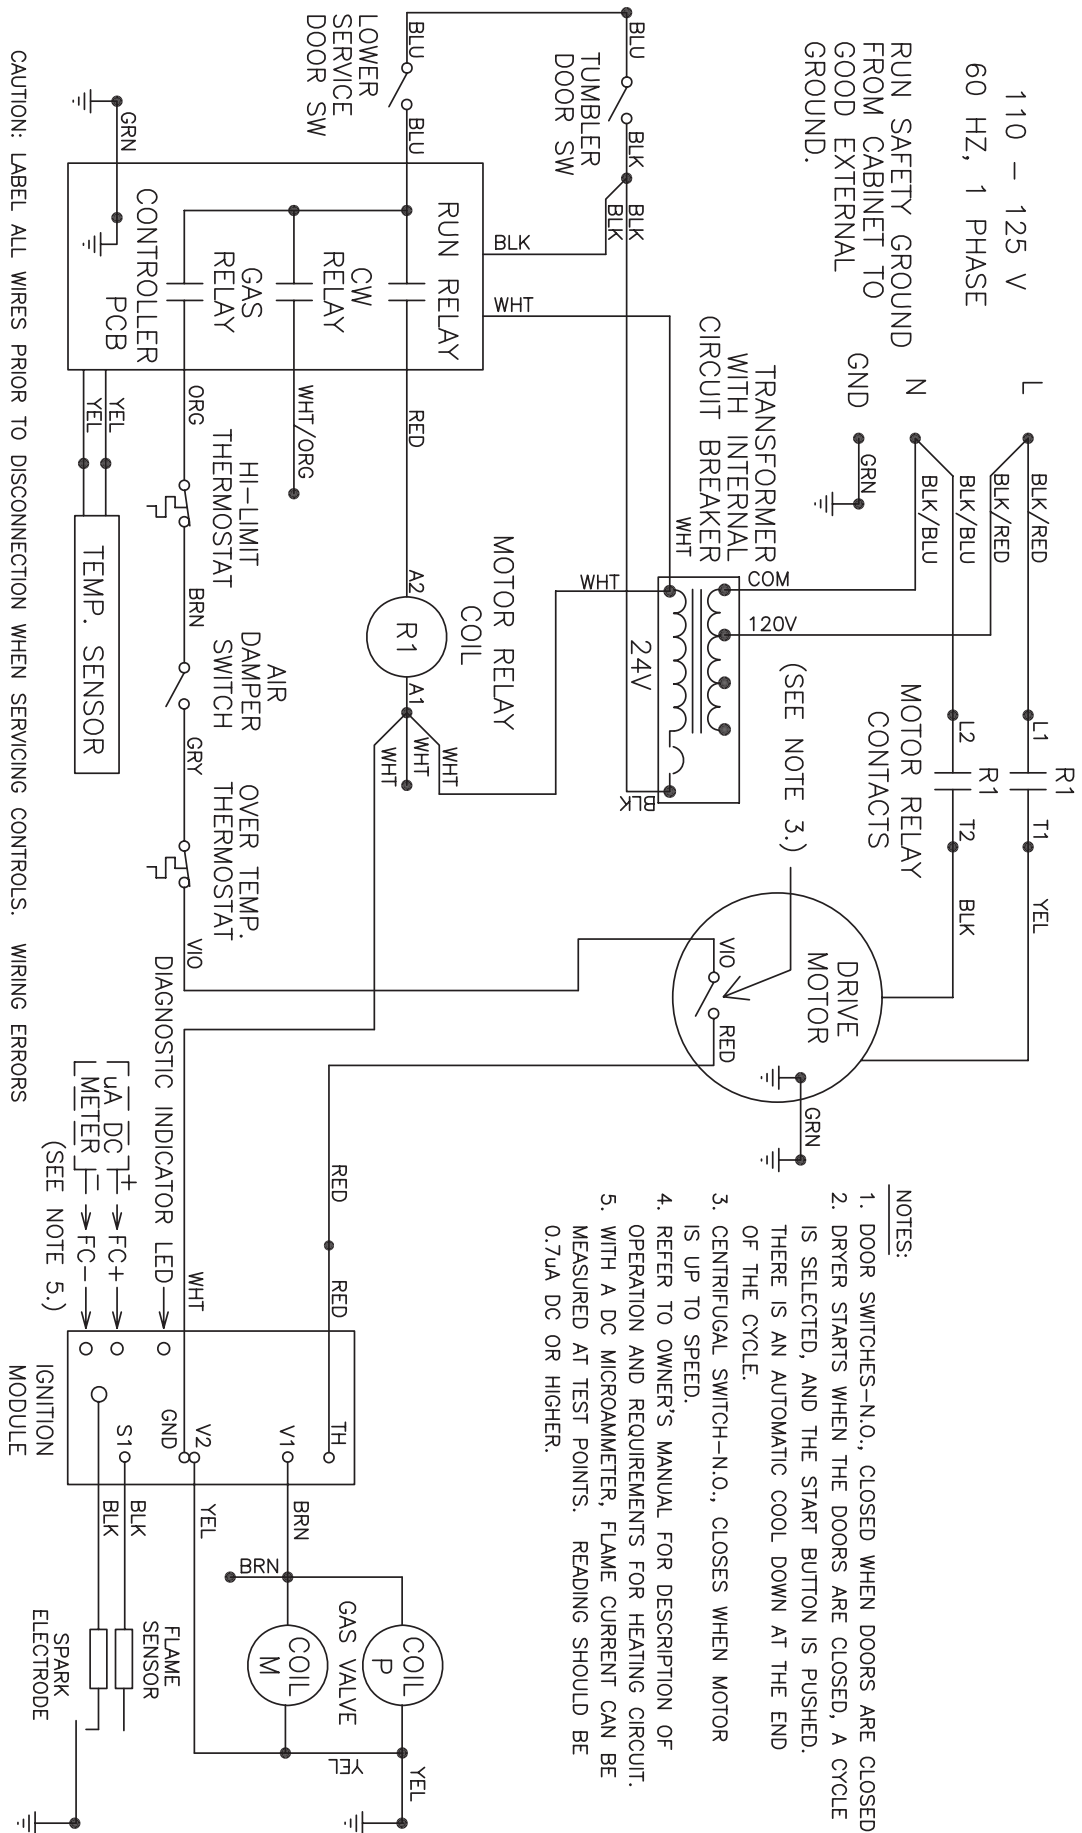 110 – 125 V
60 HZ, 1 PHASE
RUN SAFETY GROUND
FROM CABINET TO
GOOD EXTERNAL
GROUND.
L
N
GND
GRN
BLK/RED
BLK/RED
BLK/BLU
BLK/BLU
L1
R1
T1
YEL
L2
R1
T2
BLK
MOTOR RELAY
CONTACTS
DRIVE
MOTOR
GRN
VIO
RED
(SEE NOTE 3.)
TRANSFORMER
WITH INTERNAL
CIRCUIT BREAKER
COM
120V
WHT
WHT
24V
BLK
BLU
TUMBLER
DOOR SW
BLK
BLK
BLK
BLU
LOWER
SERVICE
DOOR SW
BLU
BLK
WHT
GRN
RUN RELAY
CW
RELAY
GAS
RELAY
CONTROLLER
PCB
RED
WHT/ORG
ORG
YEL
YEL
TEMP. SENSOR
MOTOR RELAY
COIL
A2
R1
A1
WHT
WHT
WHT
HI-LIMIT
THERMOSTAT
BRN
AIR
DAMPER
SWITCH
GRY
OVER TEMP.
THERMOSTAT
VIO
RED
RED
DIAGNOSTIC INDICATOR LED
WHT
uA DC
METER
+
–
FC+
FC-
(SEE NOTE 5.)
TH
V1
V2
GND
S1
IGNITION
MODULE
BRN
BRN
YEL
BLK
BLK
COIL
P
COIL
M
GAS VALVE
YEL
YEL
FLAME
SENSOR
SPARK
ELECTRODE
NOTES:
1. DOOR SWITCHES-N.O., CLOSED WHEN DOORS ARE CLOSED
2. DRYER STARTS WHEN THE DOORS ARE CLOSED, A CYCLE
IS SELECTED, AND THE START BUTTON IS PUSHED.
THERE IS AN AUTOMATIC COOL DOWN AT THE END
OF THE CYCLE.
3. CENTRIFUGAL SWITCH-N.O., CLOSES WHEN MOTOR
IS UP TO SPEED.
4. REFER TO OWNER'S MANUAL FOR DESCRIPTION OF
OPERATION AND REQUIREMENTS FOR HEATING CIRCUIT.
5. WITH A DC MICROAMMETER, FLAME CURRENT CAN BE
MEASURED AT TEST POINTS. READING SHOULD BE
0.7uA DC OR HIGHER.
CAUTION: LABEL ALL WIRES PRIOR TO DISCONNECTION WHEN SERVICING CONTROLS. WIRING ERRORS